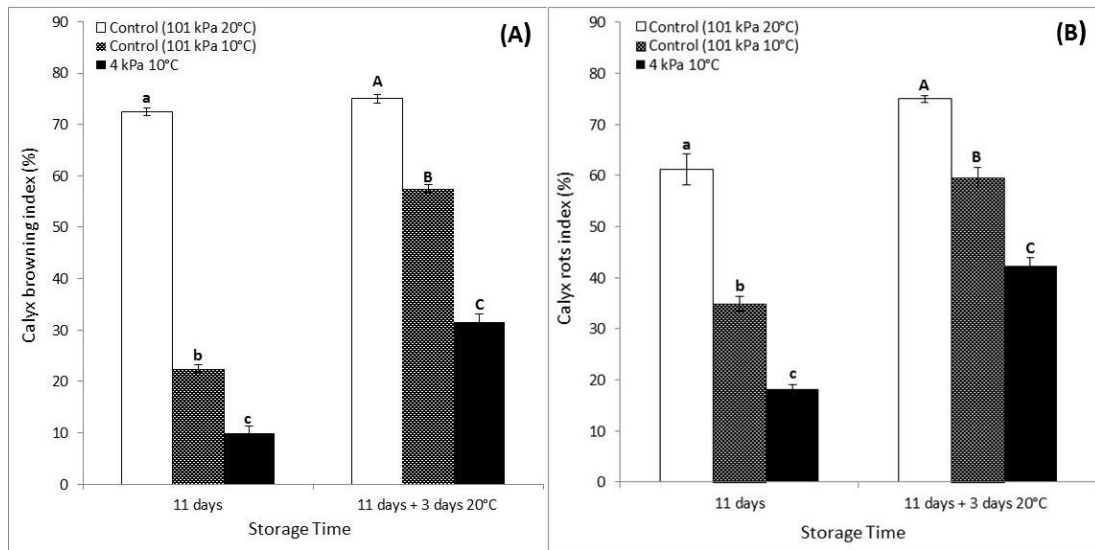 (A)
Control (101 kPa 20°C)
Control (101 kPa 10°C)
4 kPa 10°C
Calyx browning index (%)
90
80
70
60
50
40
30
20
10
0
a
b
c
A
B
C
11 days
11 days + 3 days 20°C
Storage Time
(B)
Control (101 kPa 20°C)
Control (101 kPa 10°C)
4 kPa 10°C
Calyx rots index (%)
90
80
70
60
50
40
30
20
10
0
a
b
c
A
B
C
11 days
11 days + 3 days 20°C
Storage Time